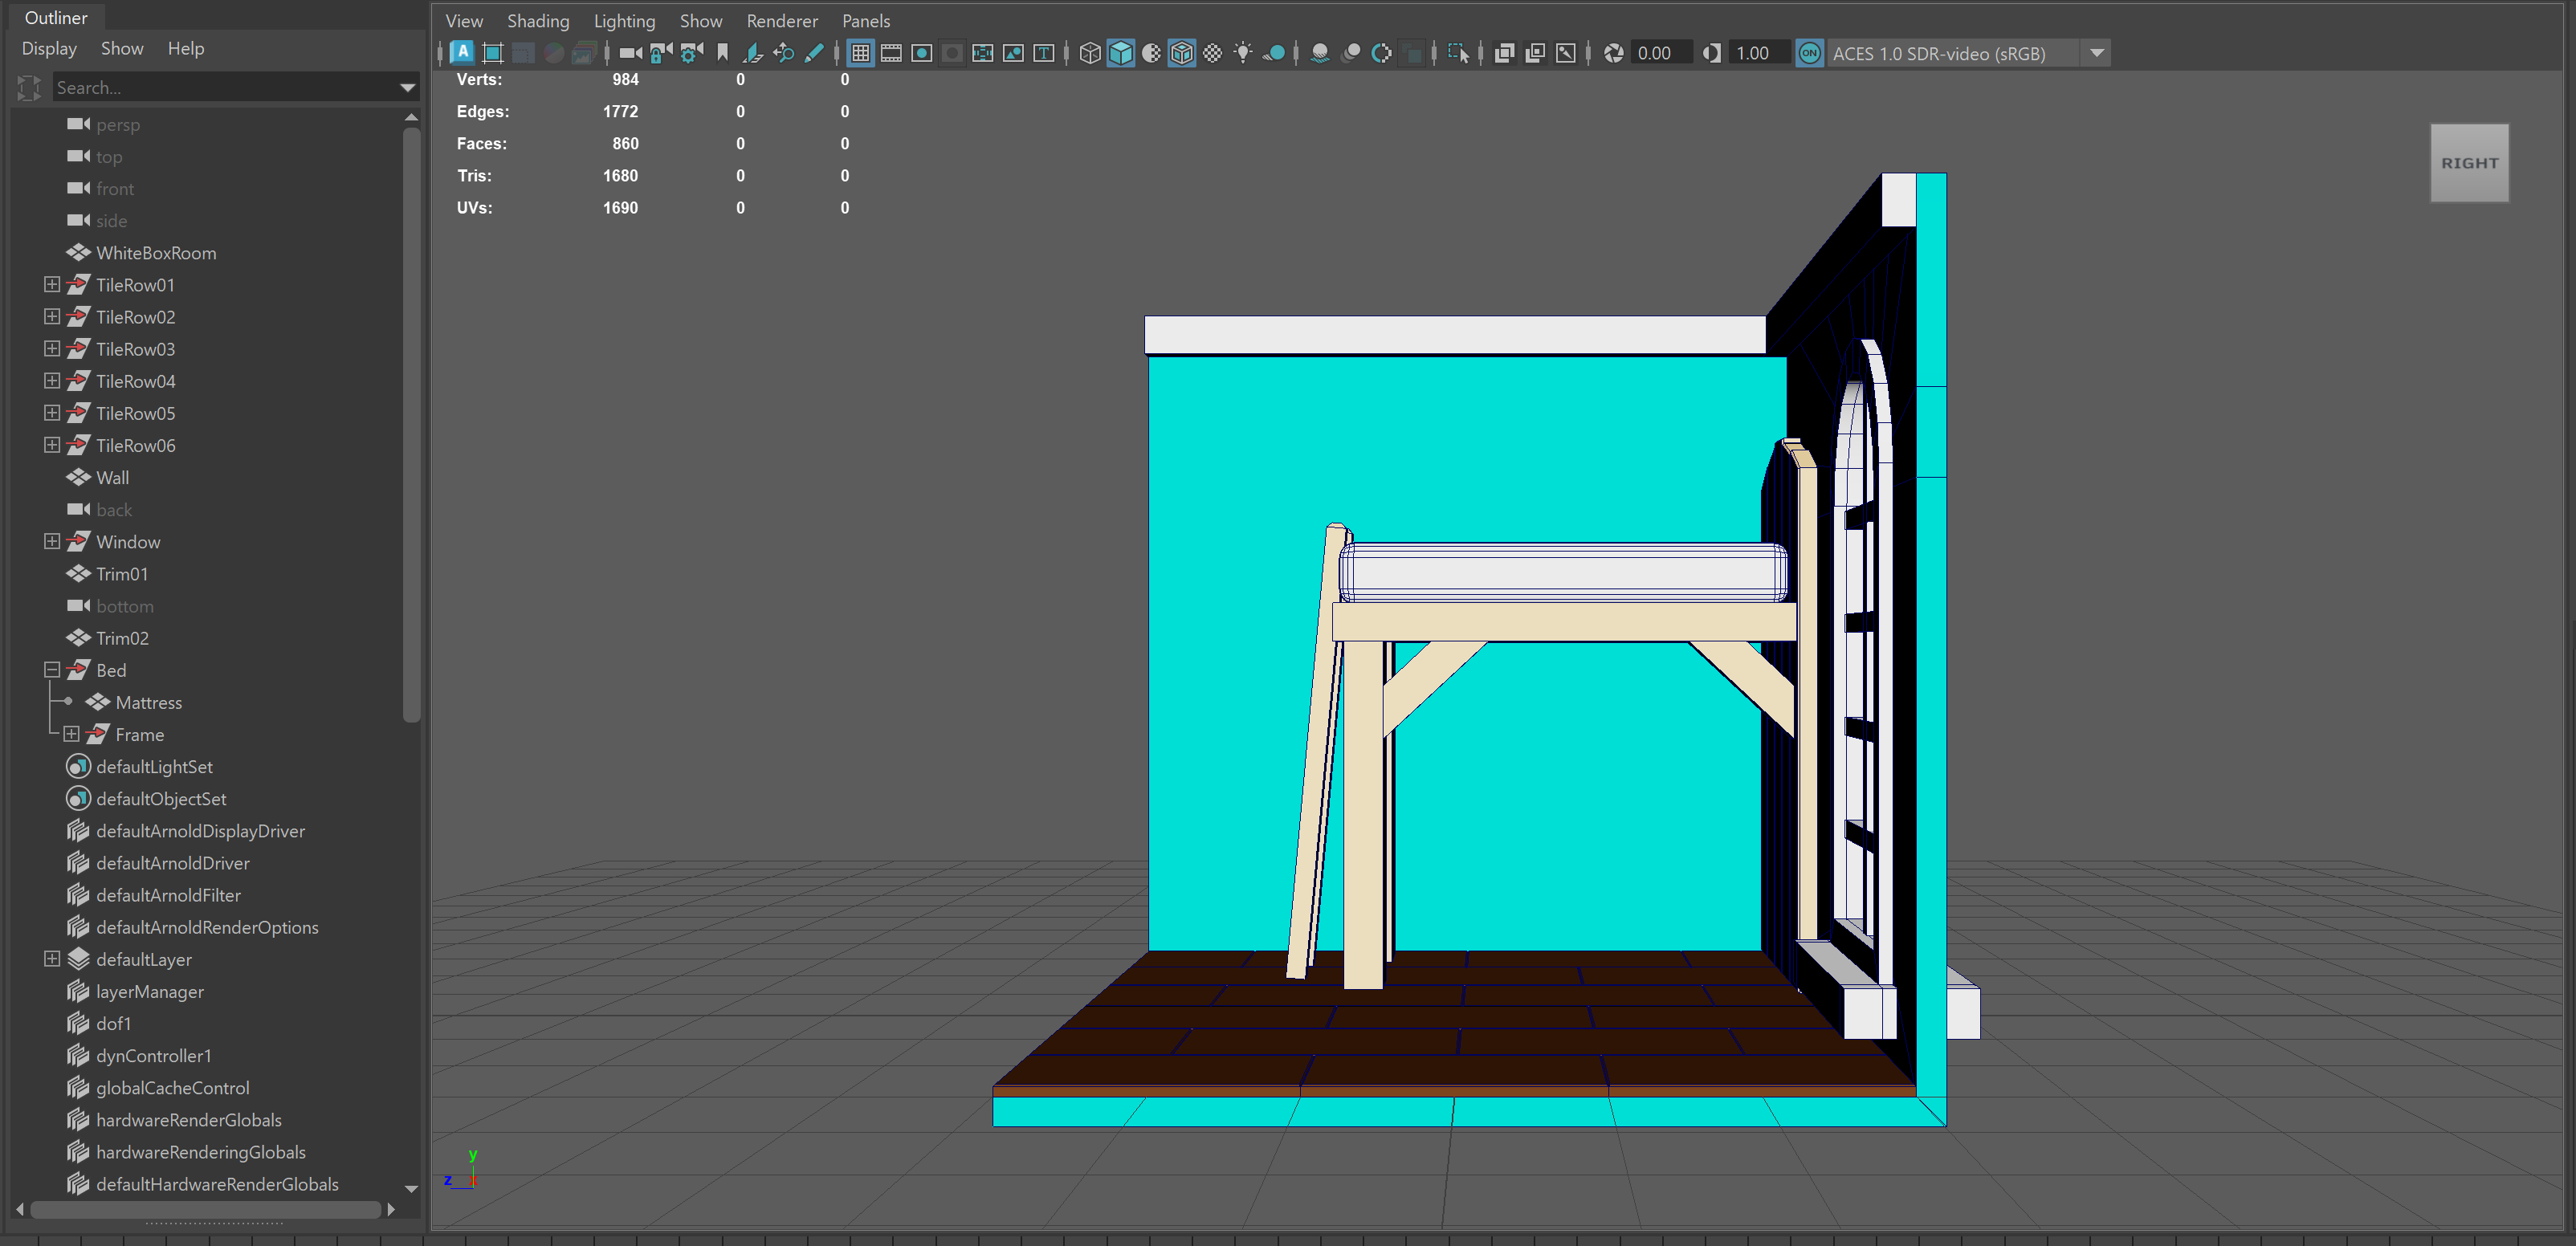 Outliner
Display Show Help
Search...
persp
top
front
side
WhiteBoxRoom
TileRow01
TileRow02
TileRow03
TileRow04
TileRow05
TileRow06
Wall
back
Window
Trim01
bottom
Trim02
Bed
Mattress
Frame
defaultLightSet
defaultObjectSet
defaultArnoldDisplayDriver
defaultArnoldDriver
defaultArnoldFilter
defaultArnoldRenderOptions
defaultLayer
layerManager
dof1
dynController1
globalCacheControl
hardwareRenderGlobals
hardwareRenderingGlobals
defaultHardwareRenderGlobals
View Shading Lighting Show Renderer Panels
A T 0.00 1.00 ON ACES 1.0 SDR-video (sRGB)
Verts: 984 0 0
Edges: 1772 0 0
Faces: 860 0 0
Tris: 1680 0 0
UVs: 1690 0 0
RIGHT
y
z x